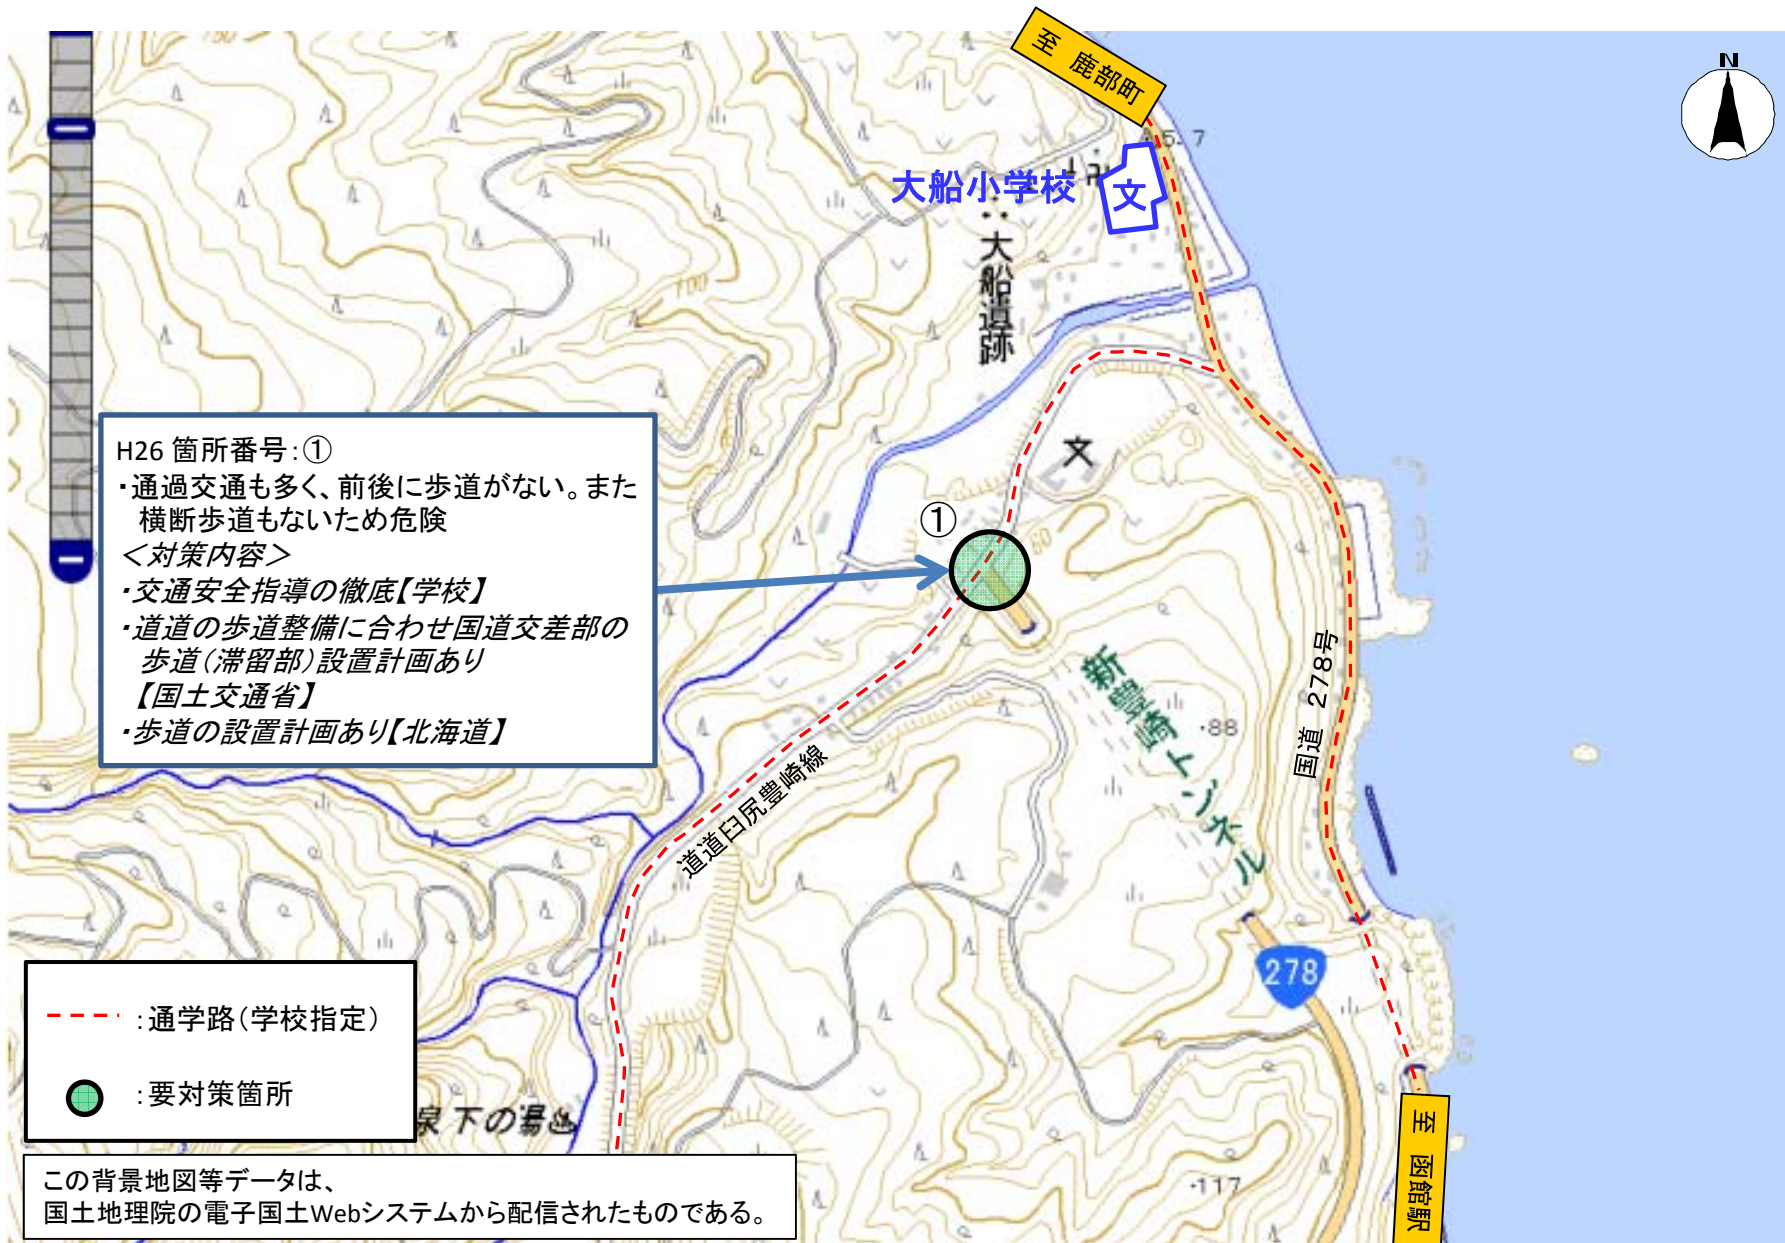 至 鹿部町
N
5.7
大船小学校
文
大船遺跡
H26 箇所番号：①
・通過交通も多く、前後に歩道がない。また
横断歩道もないため危険
＜対策内容＞
・交通安全指導の徹底【学校】
・道道の歩道整備に合わせ国道交差部の
歩道（滞留部）設置計画あり
【国土交通省】
・歩道の設置計画あり【北海道】
文
①
60
100
新豊崎トンネル
・88
国道 278号
道道臼尻豊崎線
278
：通学路（学校指定）
：要対策箇所
泉下の湯
・117
至 函館駅
この背景地図等データは、
国土地理院の電子国土Webシステムから配信されたものである。